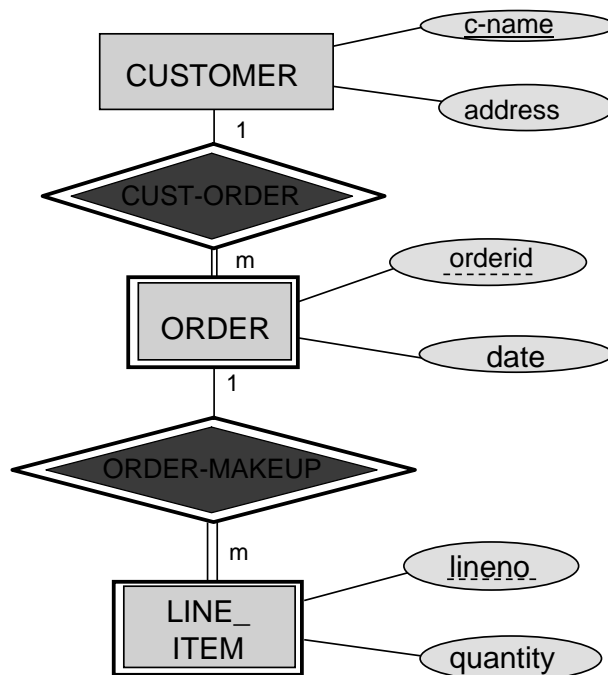 c-name
CUSTOMER
address
1
CUST-ORDER
m
orderid
ORDER
date
1
ORDER-MAKEUP
m
lineno
LINE_
ITEM
quantity